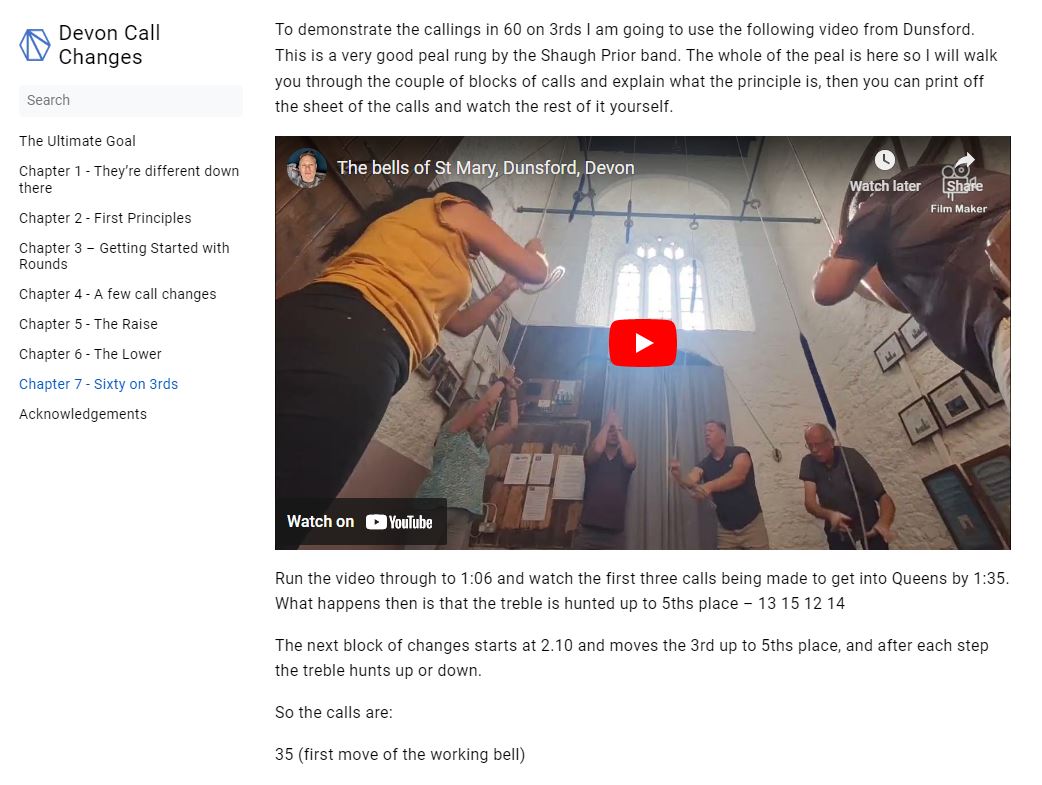 Devon Call
Changes
Search
The Ultimate Goal
Chapter 1 - They’re different down
there
Chapter 2 - First Principles
Chapter 3 – Getting Started with
Rounds
Chapter 4 - A few call changes
Chapter 5 - The Raise
Chapter 6 - The Lower
Chapter 7 - Sixty on 3rds
Acknowledgements
To demonstrate the callings in 60 on 3rds I am going to use the following video from Dunsford.
This is a very good peal rung by the Shaugh Prior band. The whole of the peal is here so I will walk
you through the couple of blocks of calls and explain what the principle is, then you can print off
the sheet of the calls and watch the rest of it yourself.
The bells of St Mary, Dunsford, Devon
Watch later
Share
Film Maker
Watch on YouTube
Run the video through to 1:06 and watch the first three calls being made to get into Queens by 1:35.
What happens then is that the treble is hunted up to 5ths place – 13 15 12 14
The next block of changes starts at 2.10 and moves the 3rd up to 5ths place, and after each step
the treble hunts up or down.
So the calls are:
35 (first move of the working bell)